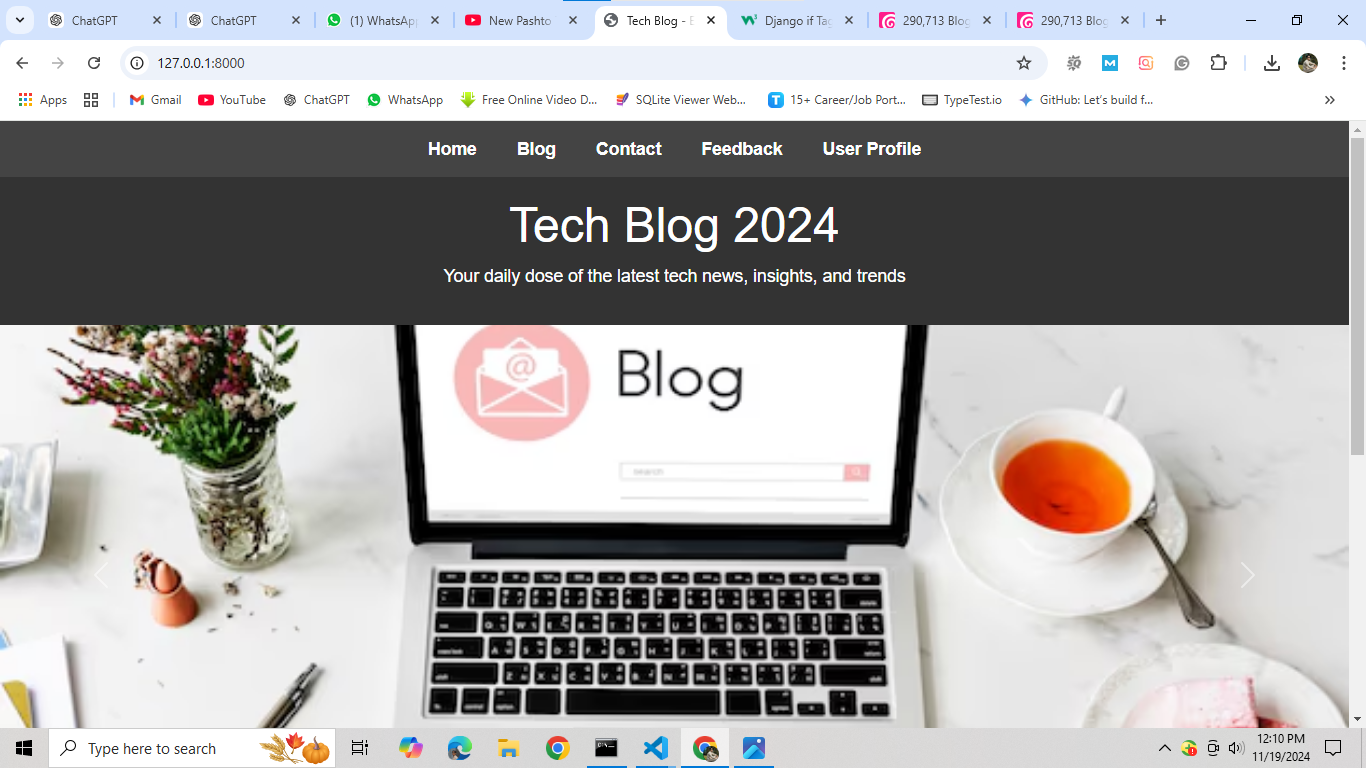 ChatGPT
ChatGPT
(1) WhatsApp
New Pashto
Tech Blog - B
Django if Tag
290,713 Blog
290,713 Blog
127.0.0.1:8000
Apps
Gmail
YouTube
ChatGPT
WhatsApp
Free Online Video D...
SQLite Viewer Web...
15+ Career/Job Port...
TypeTest.io
GitHub: Let's build f...
Home
Blog
Contact
Feedback
User Profile
Tech Blog 2024
Your daily dose of the latest tech news, insights, and trends
Blog
search
Type here to search
12:10 PM
11/19/2024